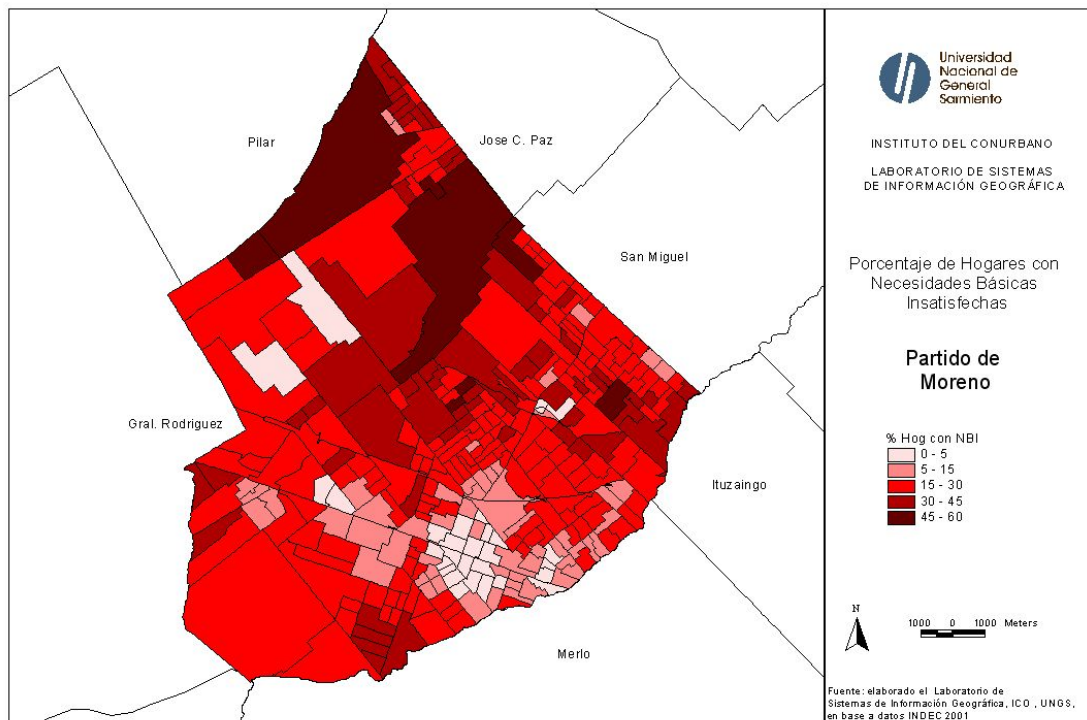 Pilar
Jose C. Paz
San Miguel
Gral. Rodriguez
Ituzaingo
Merlo
Universidad
Nacional de
General
Sarmiento
INSTITUTO DEL CONURBANO
LABORATORIO DE SISTEMAS
DE INFORMACIÓN GEOGRÁFICA
Porcentaje de Hogares con
Necesidades Básicas
Insatisfechas
Partido de
Moreno
% Hog con NBI
0 - 5
5 - 15
15 - 30
30 - 45
45 - 60
N
1000 0 1000 Meters
Fuente: elaborado el Laboratorio de
Sistemas de Información Geográfica, ICO , UNGS,
en base a datos INDEC 2001